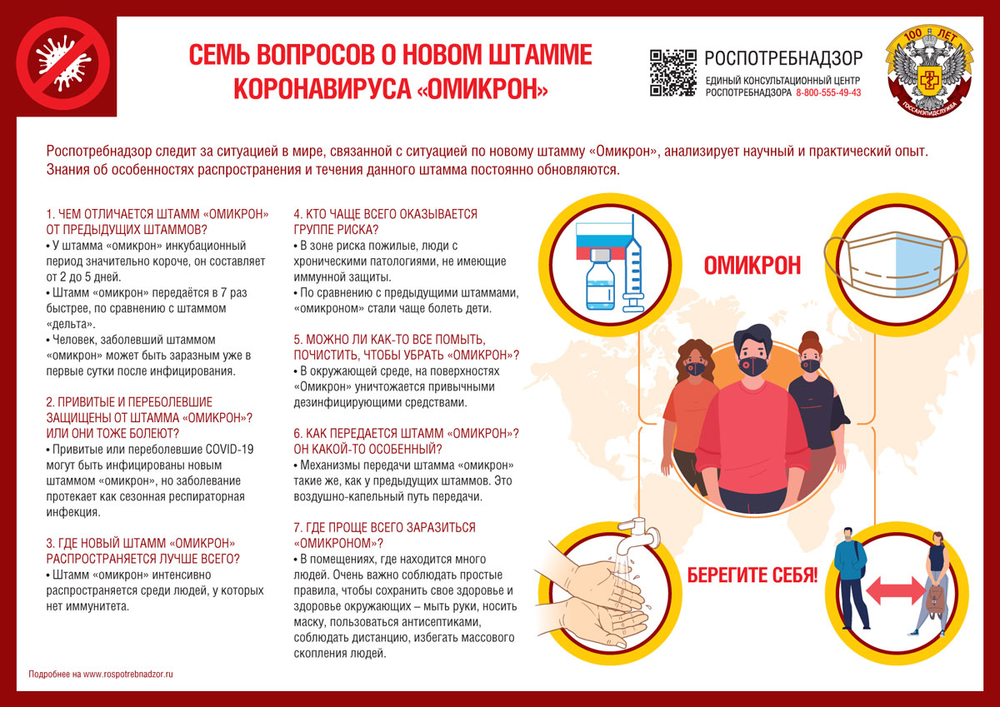 СЕМЬ ВОПРОСОВ О НОВОМ ШТАММЕ
КОРОНАВИРУСА «ОМИКРОН»
РОСПОТРЕБНАДЗОР
ЕДИНЫЙ КОНСУЛЬТАЦИОННЫЙ ЦЕНТР
РОСПОТРЕБНАДЗОРА 8-800-555-49-43
100 ЛЕТ
ГОССАНЭПИДСЛУЖБА
Роспотребнадзор следит за ситуацией в мире, связанной с ситуацией по новому штамму «Омикрон», анализирует научный и практический опыт.
Знания об особенностях распространения и течения данного штамма постоянно обновляются.
1. ЧЕМ ОТЛИЧАЕТСЯ ШТАММ «ОМИКРОН»
ОТ ПРЕДЫДУЩИХ ШТАММОВ?
• У штамма «омикрон» инкубационный
период значительно короче, он составляет
от 2 до 5 дней.
• Штамм «омикрон» передаётся в 7 раз
быстрее, по сравнению с штаммом
«дельта».
• Человек, заболевший штаммом
«омикрон» может быть заразным уже в
первые сутки после инфицирования.
2. ПРИВИТЫЕ И ПЕРЕБОЛЕВШИЕ
ЗАЩИЩЕНЫ ОТ ШТАММА «ОМИКРОН»?
ИЛИ ОНИ ТОЖЕ БОЛЕЮТ?
• Привитые или переболевшие COVID-19
могут быть инфицированы новым
штаммом «омикрон», но заболевание
протекает как сезонная респираторная
инфекция.
3. ГДЕ НОВЫЙ ШТАММ «ОМИКРОН»
РАСПРОСТРАНЯЕТСЯ ЛУЧШЕ ВСЕГО?
• Штамм «омикрон» интенсивно
распространяется среди людей, у которых
нет иммунитета.
4. КТО ЧАЩЕ ВСЕГО ОКАЗЫВАЕТСЯ
ГРУППЕ РИСКА?
• В зоне риска пожилые, люди с
хроническими патологиями, не имеющие
иммунной защиты.
• По сравнению с предыдущими штаммами,
«омикроном» стали чаще болеть дети.
5. МОЖНО ЛИ КАК-ТО ВСЕ ПОМЫТЬ,
ПОЧИСТИТЬ, ЧТОБЫ УБРАТЬ «ОМИКРОН»?
• В окружающей среде, на поверхностях
«Омикрон» уничтожается привычными
дезинфицирующими средствами.
6. КАК ПЕРЕДАЕТСЯ ШТАММ «ОМИКРОН»?
ОН КАКОЙ-ТО ОСОБЕННЫЙ?
• Механизмы передачи штамма «омикрон»
такие же, как у предыдущих штаммов. Это
воздушно-капельный путь передачи.
7. ГДЕ ПРОЩЕ ВСЕГО ЗАРАЗИТЬСЯ
«ОМИКРОНОМ»?
• В помещениях, где находится много
людей. Очень важно соблюдать простые
правила, чтобы сохранить свое здоровье и
здоровье окружающих – мыть руки, носить
маску, пользоваться антисептиками,
соблюдать дистанцию, избегать массового
скопления людей.
ОМИКРОН
БЕРЕГИТЕ СЕБЯ!
Подробнее на www.rospotrebnadzor.ru